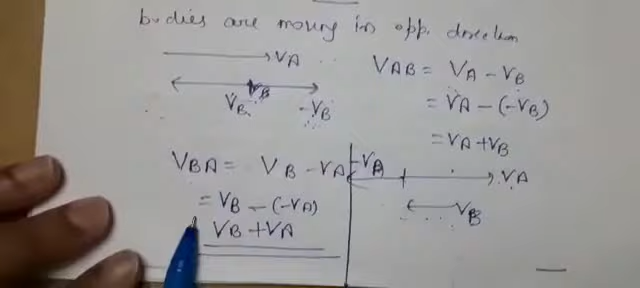 bodies are moving in opp. direction
VA
VB VB -VB
VAB = VA - VB
= VA - (-VB)
= VA + VB
VBA = VB - VA
= VB - (-VA)
VB + VA
VA
VB